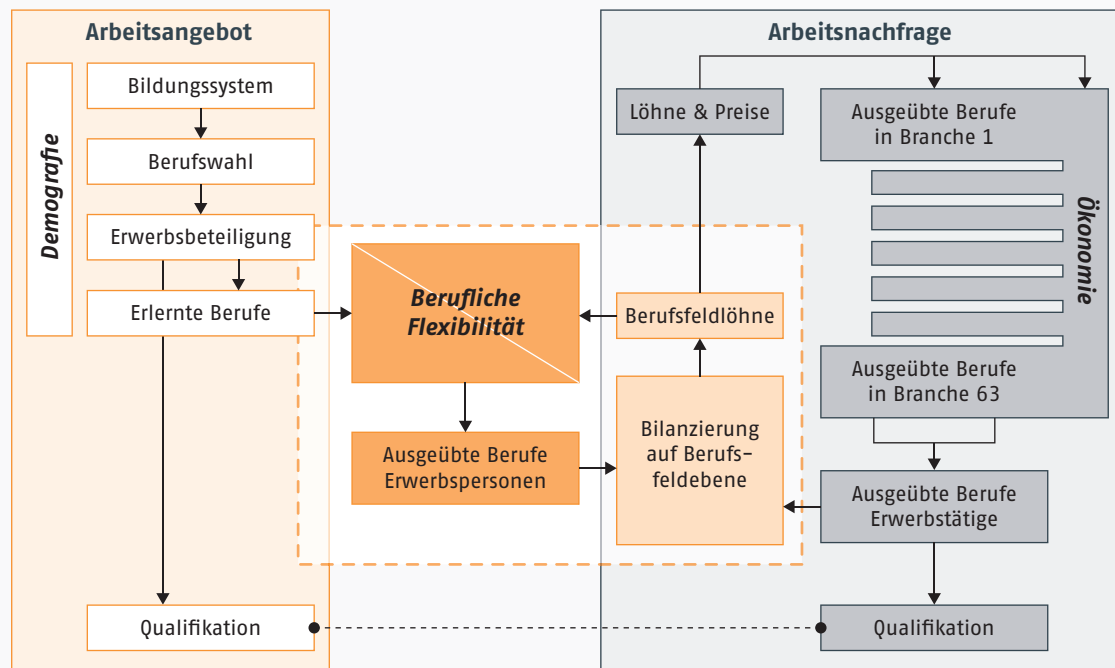 Arbeitsangebot
Demografie
Bildungssystem
Berufswahl
Erwerbsbeteiligung
Erlernte Berufe
Qualifikation
Berufliche
Flexibilität
Ausgeübte Berufe
Erwerbspersonen
Arbeitsnachfrage
Löhne & Preise
Berufsfeldlöhne
Bilanzierung
auf Berufs-
feldebene
Ausgeübte Berufe
in Branche 1
Ökonomie
Ausgeübte Berufe
in Branche 63
Ausgeübte Berufe
Erwerbstätige
Qualifikation